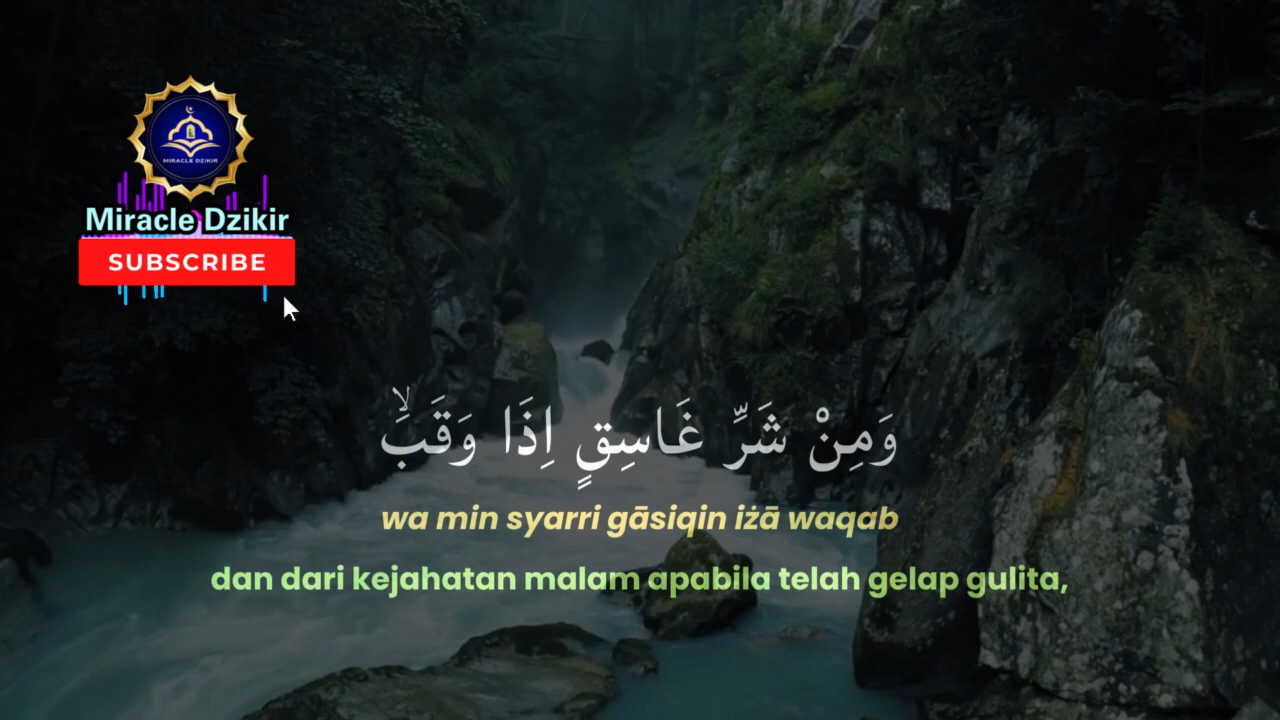 MIRACLE DZIKIR
Miracle Dzikir
SUBSCRIBE
وَمِنْ شَرِّ غَاسِقٍ اِذَا وَقَبَۙ
wa min syarri gāsiqin iżā waqab
dan dari kejahatan malam apabila telah gelap gulita,